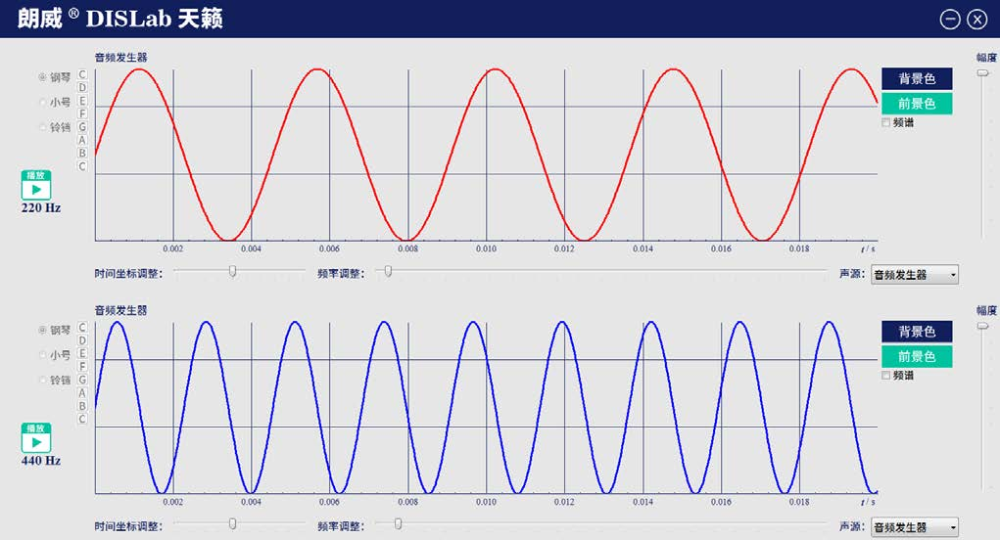 朗威® DISLab 天籁
音频发生器
幅度
钢琴
小号
铃铛
C
D
E
F
G
A
B
C
背景色
前景色
频谱
播放
220 Hz
0.002 0.004 0.006 0.008 0.010 0.012 0.014 0.016 0.018 t / s
时间坐标调整： 频率调整： 声源： 音频发生器
音频发生器
幅度
钢琴
小号
铃铛
C
D
E
F
G
A
B
C
背景色
前景色
频谱
播放
440 Hz
0.002 0.004 0.006 0.008 0.010 0.012 0.014 0.016 0.018 t / s
时间坐标调整： 频率调整： 声源： 音频发生器